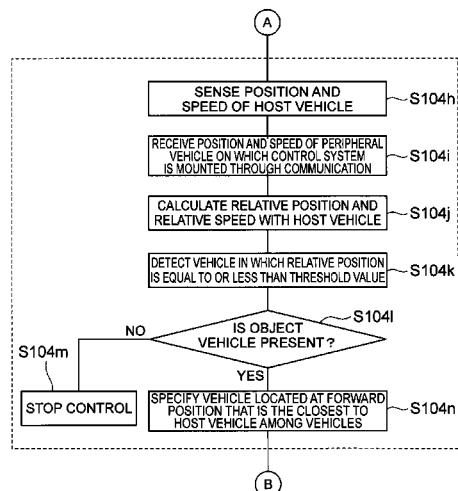 A
SENSE POSITION AND
SPEED OF HOST VEHICLE
S104h
RECEIVE POSITION AND SPEED OF PERIPHERAL
VEHICLE ON WHICH CONTROL SYSTEM
IS MOUNTED THROUGH COMMUNICATION
S104i
CALCULATE RELATIVE POSITION AND
RELATIVE SPEED WITH HOST VEHICLE
S104j
DETECT VEHICLE IN WHICH RELATIVE POSITION
IS EQUAL TO OR LESS THAN THRESHOLD VALUE
S104k
S104l
IS OBJECT
VEHICLE PRESENT ?
NO
YES
S104m
STOP CONTROL
SPECIFY VEHICLE LOCATED AT FORWARD
POSITION THAT IS THE CLOSEST TO
HOST VEHICLE AMONG VEHICLES
S104n
B